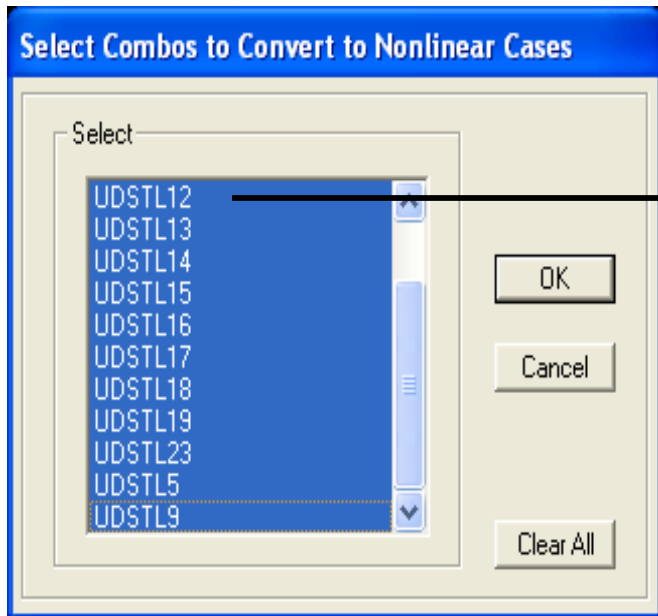 Select Combos to Convert to Nonlinear Cases
Select
UDSTL12
UDSTL13
UDSTL14
UDSTL15
UDSTL16
UDSTL17
UDSTL18
UDSTL19
UDSTL23
UDSTL5
UDSTL9
OK
Cancel
Clear All